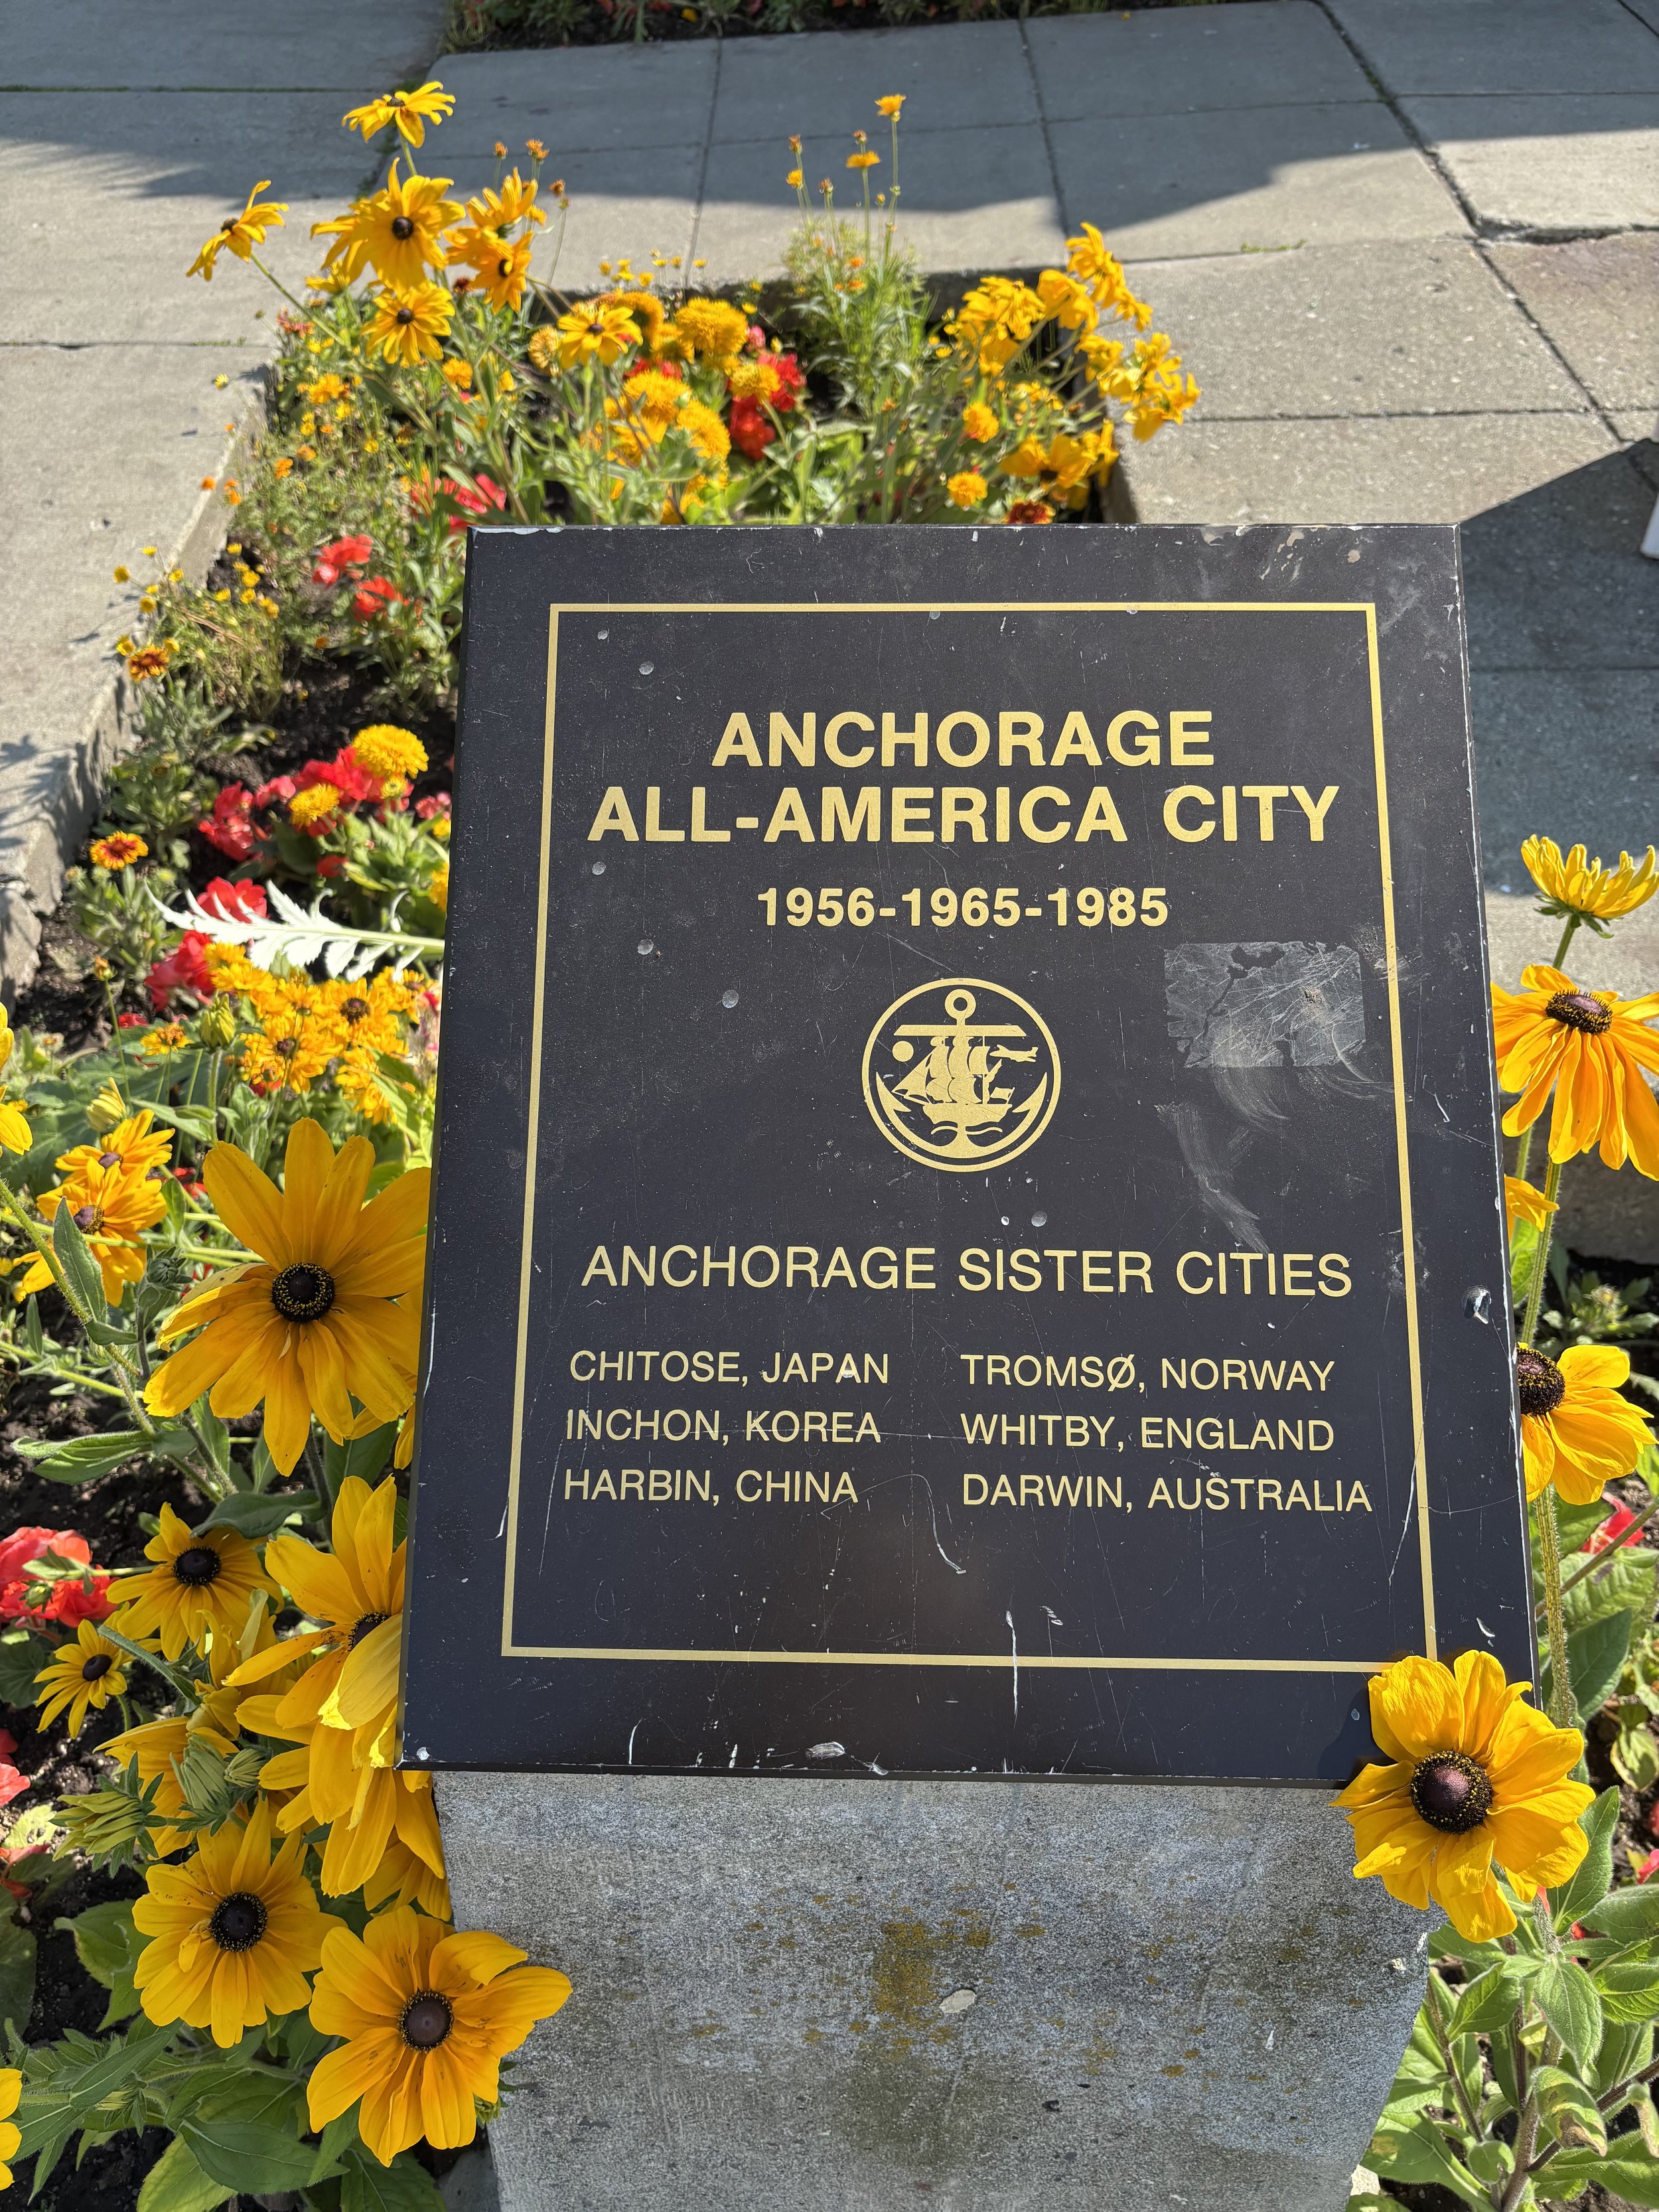 ANCHORAGE
ALL-AMERICA CITY
1956-1965-1985
ANCHORAGE SISTER CITIES
CHITOSE, JAPAN
INCHON, KOREA
HARBIN, CHINA
TROMSØ, NORWAY
WHITBY, ENGLAND
DARWIN, AUSTRALIA